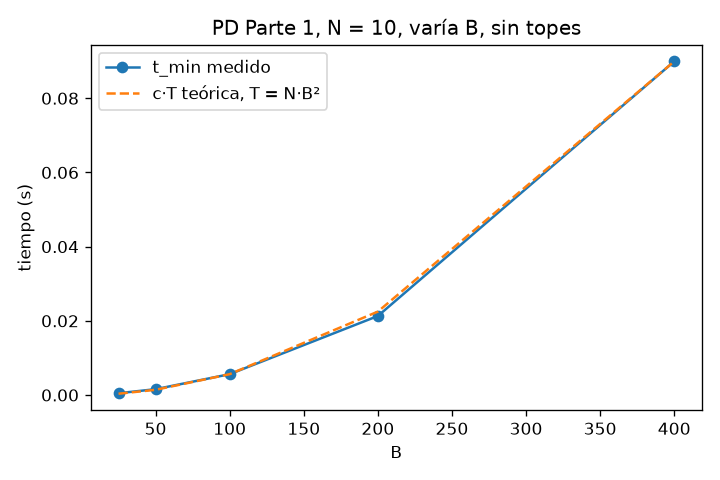 PD Parte 1, N = 10, varía B, sin topes
t_min medido
c·T teórica, T = N·B²
tiempo (s)
0.08
0.06
0.04
0.02
0.00
50 100 150 200 250 300 350 400
B